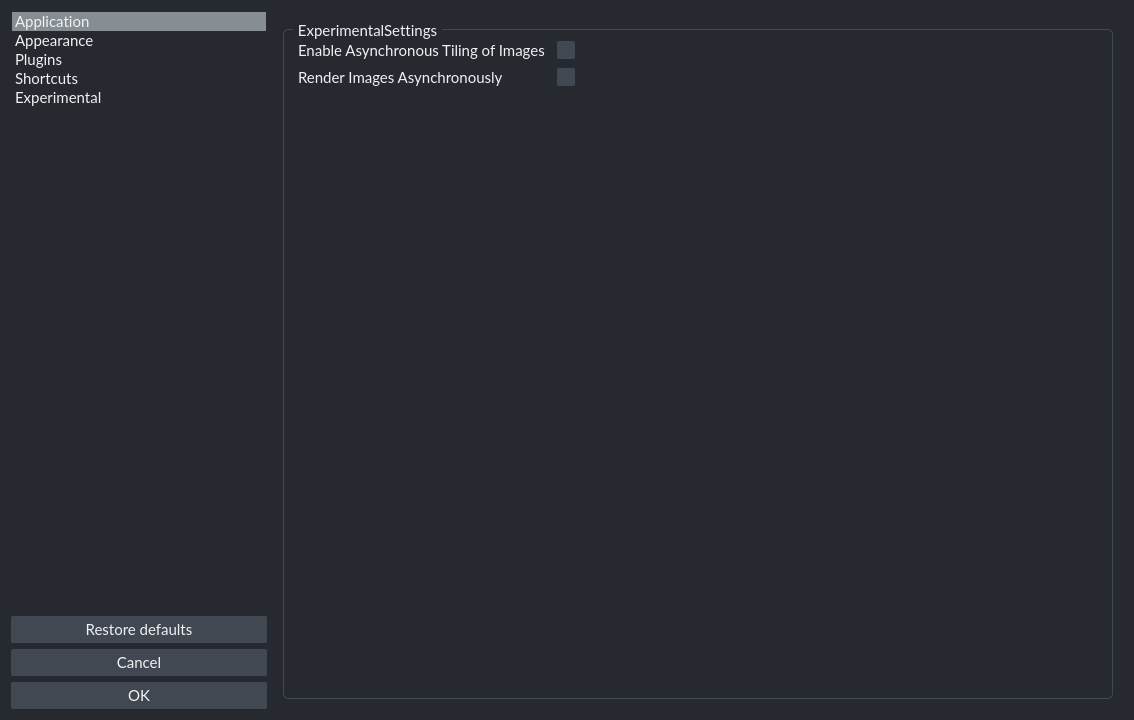 Application
Appearance
Plugins
Shortcuts
Experimental
ExperimentalSettings
Enable Asynchronous Tiling of Images
Render Images Asynchronously
Restore defaults
Cancel
OK